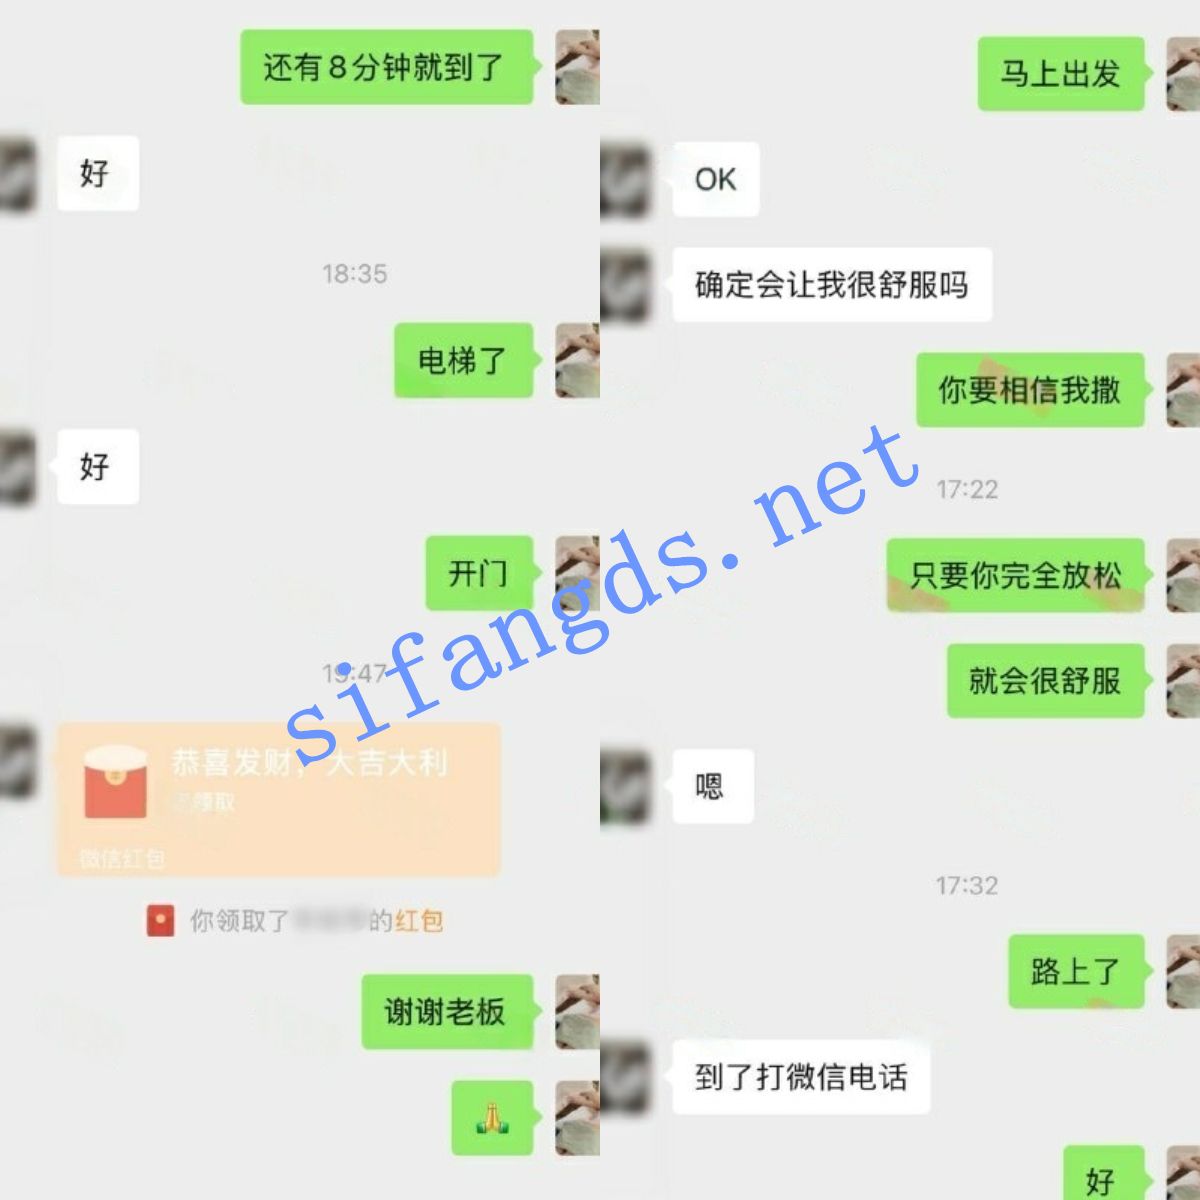 还有8分钟就到了
好
18:35
电梯了
好
开门
19:47
恭喜发财，大吉大利
已领取
微信红包
你领取了
的红包
谢谢老板
马上出发
OK
确定会让我很舒服吗
你要相信我撒
17:22
只要你完全放松
就会很舒服
嗯
17:32
路上了
到了打微信电话
好
sifangds.net